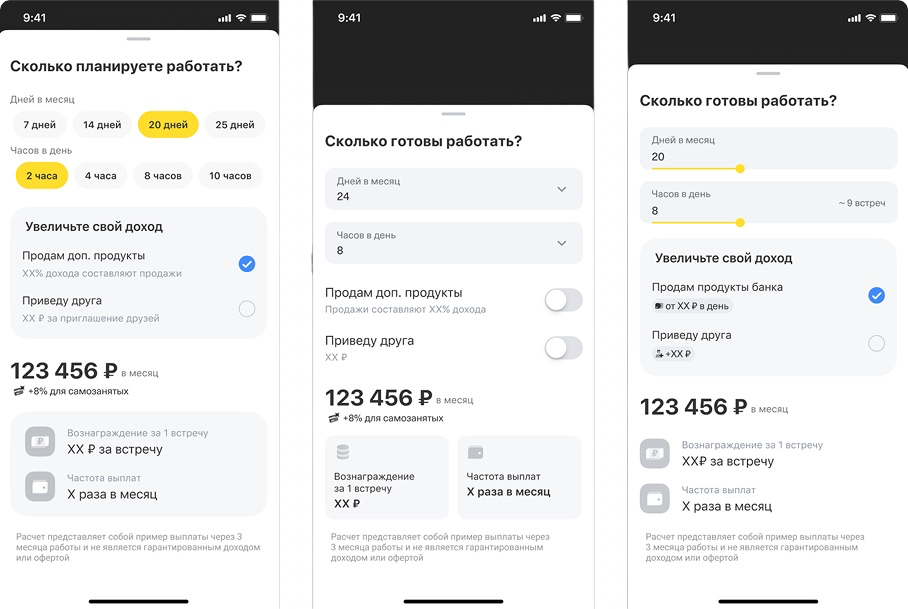 9:41
Сколько планируете работать?
Дней в месяц
7 дней 14 дней 20 дней 25 дней
Часов в день
2 часа 4 часа 8 часов 10 часов
Увеличьте свой доход
Продам доп. продукты
XX% дохода составляют продажи
Приведу друга
XX ₽ за приглашение друзей
123 456 ₽ в месяц
+8% для самозанятых
Вознаграждение за 1 встречу
XX ₽ за встречу
Частота выплат
X раза в месяц
Расчет представляет собой пример выплаты через 3
месяца работы и не является гарантированным доходом
или офертой
9:41
Сколько готовы работать?
Дней в месяц
24
Часов в день
8
Продам доп. продукты
Продажи составляют XX% дохода
Приведу друга
XX ₽
123 456 ₽ в месяц
+8% для самозанятых
Вознаграждение
за 1 встречу
XX ₽
Частота выплат
X раза в месяц
Расчет представляет собой пример выплаты через
3 месяца работы и не является гарантированным
доходом или офертой
9:41
Сколько готовы работать?
Дней в месяц
20
Часов в день
8
~ 9 встреч
Увеличьте свой доход
Продам продукты банка
от XX ₽ в день
Приведу друга
+XX ₽
123 456 ₽ в месяц
Вознаграждение за 1 встречу
XX₽ за встречу
Частота выплат
X раза в месяц
Расчет представляет собой пример выплаты через
3 месяца работы и не является гарантированным
доходом или офертой